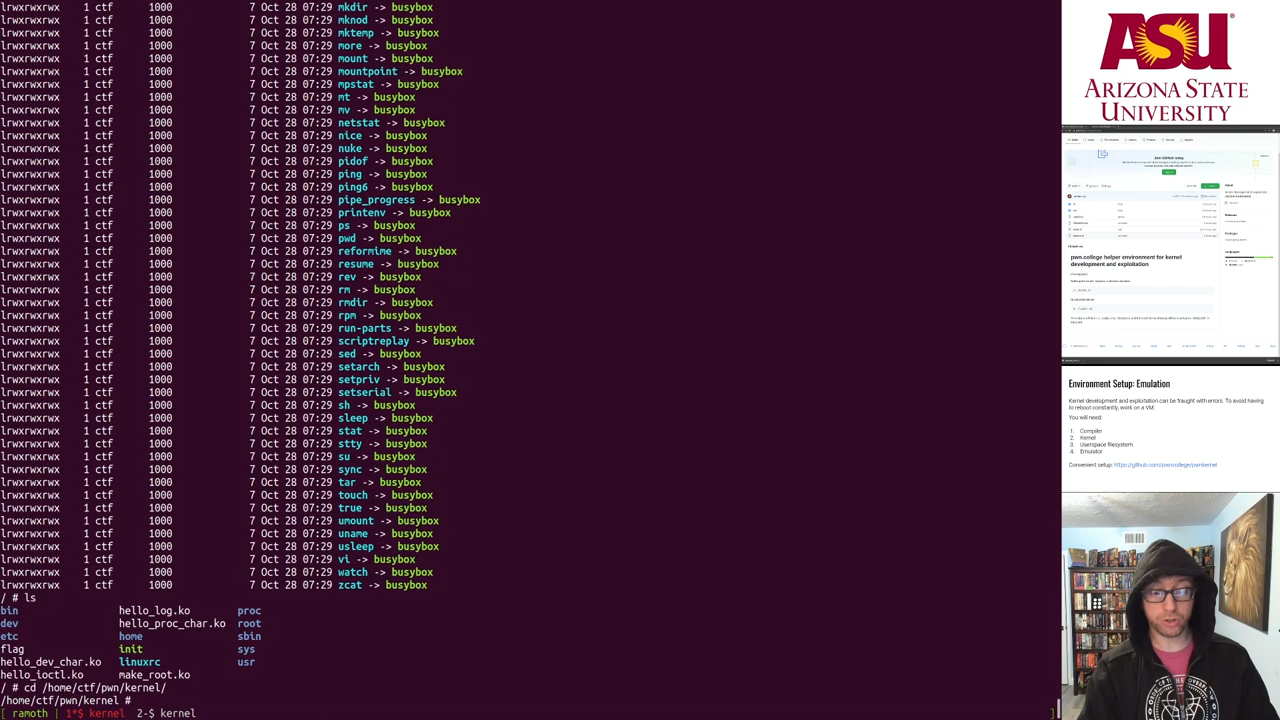 lrwxrwxrwx 1 ctf 1000 7 Oct 28 07:29 mkdir -> busybox
lrwxrwxrwx 1 ctf 1000 7 Oct 28 07:29 mknod -> busybox
lrwxrwxrwx 1 ctf 1000 7 Oct 28 07:29 mktemp -> busybox
lrwxrwxrwx 1 ctf 1000 7 Oct 28 07:29 more -> busybox
lrwxrwxrwx 1 ctf 1000 7 Oct 28 07:29 mount -> busybox
lrwxrwxrwx 1 ctf 1000 7 Oct 28 07:29 mountpoint -> busybox
lrwxrwxrwx 1 ctf 1000 7 Oct 28 07:29 mpstat -> busybox
lrwxrwxrwx 1 ctf 1000 7 Oct 28 07:29 mt -> busybox
lrwxrwxrwx 1 ctf 1000 7 Oct 28 07:29 mv -> busybox
lrwxrwxrwx 1 ctf 1000 7 Oct 28 07:29 netstat -> busybox
lrwxrwxrwx 1 ctf 1000 7 Oct 28 07:29 nice -> busybox
lrwxrwxrwx 1 ctf 1000 7 Oct 28 07:29 nuke -> busybox
lrwxrwxrwx 1 ctf 1000 7 Oct 28 07:29 pidof -> busybox
lrwxrwxrwx 1 ctf 1000 7 Oct 28 07:29 ping -> busybox
lrwxrwxrwx 1 ctf 1000 7 Oct 28 07:29 ping6 -> busybox
lrwxrwxrwx 1 ctf 1000 7 Oct 28 07:29 pipe_progress -> busybox
lrwxrwxrwx 1 ctf 1000 7 Oct 28 07:29 printenv -> busybox
lrwxrwxrwx 1 ctf 1000 7 Oct 28 07:29 ps -> busybox
lrwxrwxrwx 1 ctf 1000 7 Oct 28 07:29 pwd -> busybox
lrwxrwxrwx 1 ctf 1000 7 Oct 28 07:29 reformime -> busybox
lrwxrwxrwx 1 ctf 1000 7 Oct 28 07:29 resume -> busybox
lrwxrwxrwx 1 ctf 1000 7 Oct 28 07:29 rev -> busybox
lrwxrwxrwx 1 ctf 1000 7 Oct 28 07:29 rm -> busybox
lrwxrwxrwx 1 ctf 1000 7 Oct 28 07:29 rmdir -> busybox
lrwxrwxrwx 1 ctf 1000 7 Oct 28 07:29 rpm -> busybox
lrwxrwxrwx 1 ctf 1000 7 Oct 28 07:29 run-parts -> busybox
lrwxrwxrwx 1 ctf 1000 7 Oct 28 07:29 scriptreplay -> busybox
lrwxrwxrwx 1 ctf 1000 7 Oct 28 07:29 sed -> busybox
lrwxrwxrwx 1 ctf 1000 7 Oct 28 07:29 setarch -> busybox
lrwxrwxrwx 1 ctf 1000 7 Oct 28 07:29 setpriv -> busybox
lrwxrwxrwx 1 ctf 1000 7 Oct 28 07:29 setserial -> busybox
lrwxrwxrwx 1 ctf 1000 7 Oct 28 07:29 sh -> busybox
lrwxrwxrwx 1 ctf 1000 7 Oct 28 07:29 sleep -> busybox
lrwxrwxrwx 1 ctf 1000 7 Oct 28 07:29 stat -> busybox
lrwxrwxrwx 1 ctf 1000 7 Oct 28 07:29 stty -> busybox
lrwxrwxrwx 1 ctf 1000 7 Oct 28 07:29 su -> busybox
lrwxrwxrwx 1 ctf 1000 7 Oct 28 07:29 sync -> busybox
lrwxrwxrwx 1 ctf 1000 7 Oct 28 07:29 tar -> busybox
lrwxrwxrwx 1 ctf 1000 7 Oct 28 07:29 touch -> busybox
lrwxrwxrwx 1 ctf 1000 7 Oct 28 07:29 true -> busybox
lrwxrwxrwx 1 ctf 1000 7 Oct 28 07:29 umount -> busybox
lrwxrwxrwx 1 ctf 1000 7 Oct 28 07:29 uname -> busybox
lrwxrwxrwx 1 ctf 1000 7 Oct 28 07:29 usleep -> busybox
lrwxrwxrwx 1 ctf 1000 7 Oct 28 07:29 vi -> busybox
lrwxrwxrwx 1 ctf 1000 7 Oct 28 07:29 watch -> busybox
lrwxrwxrwx 1 ctf 1000 7 Oct 28 07:29 zcat -> busybox
/ # ls
bin hello_log.ko proc
dev hello_proc_char.ko root
etc home sbin
flag init sys
hello_dev_char.ko linuxrc usr
hello_ioctl.ko make_root.ko
/ # cd /home/ctf/pwn/kernel/
/home/ctf/pwn/kernel #
[ ramoth | 1*$ kernel 2-$ kernel ]
ASU
ARIZONA STATE
UNIVERSITY
Join GitHub today
pwn.college helper environment for kernel
development and exploitation
Environment Setup: Emulation
Kernel development and exploitation can be fraught with errors. To avoid having
to reboot constantly, work on a VM.
You will need:
1. Compiler
2. Kernel
3. Userspace filesystem
4. Emulator
Convenient setup: https://github.com/pwncollege/pwnkernel